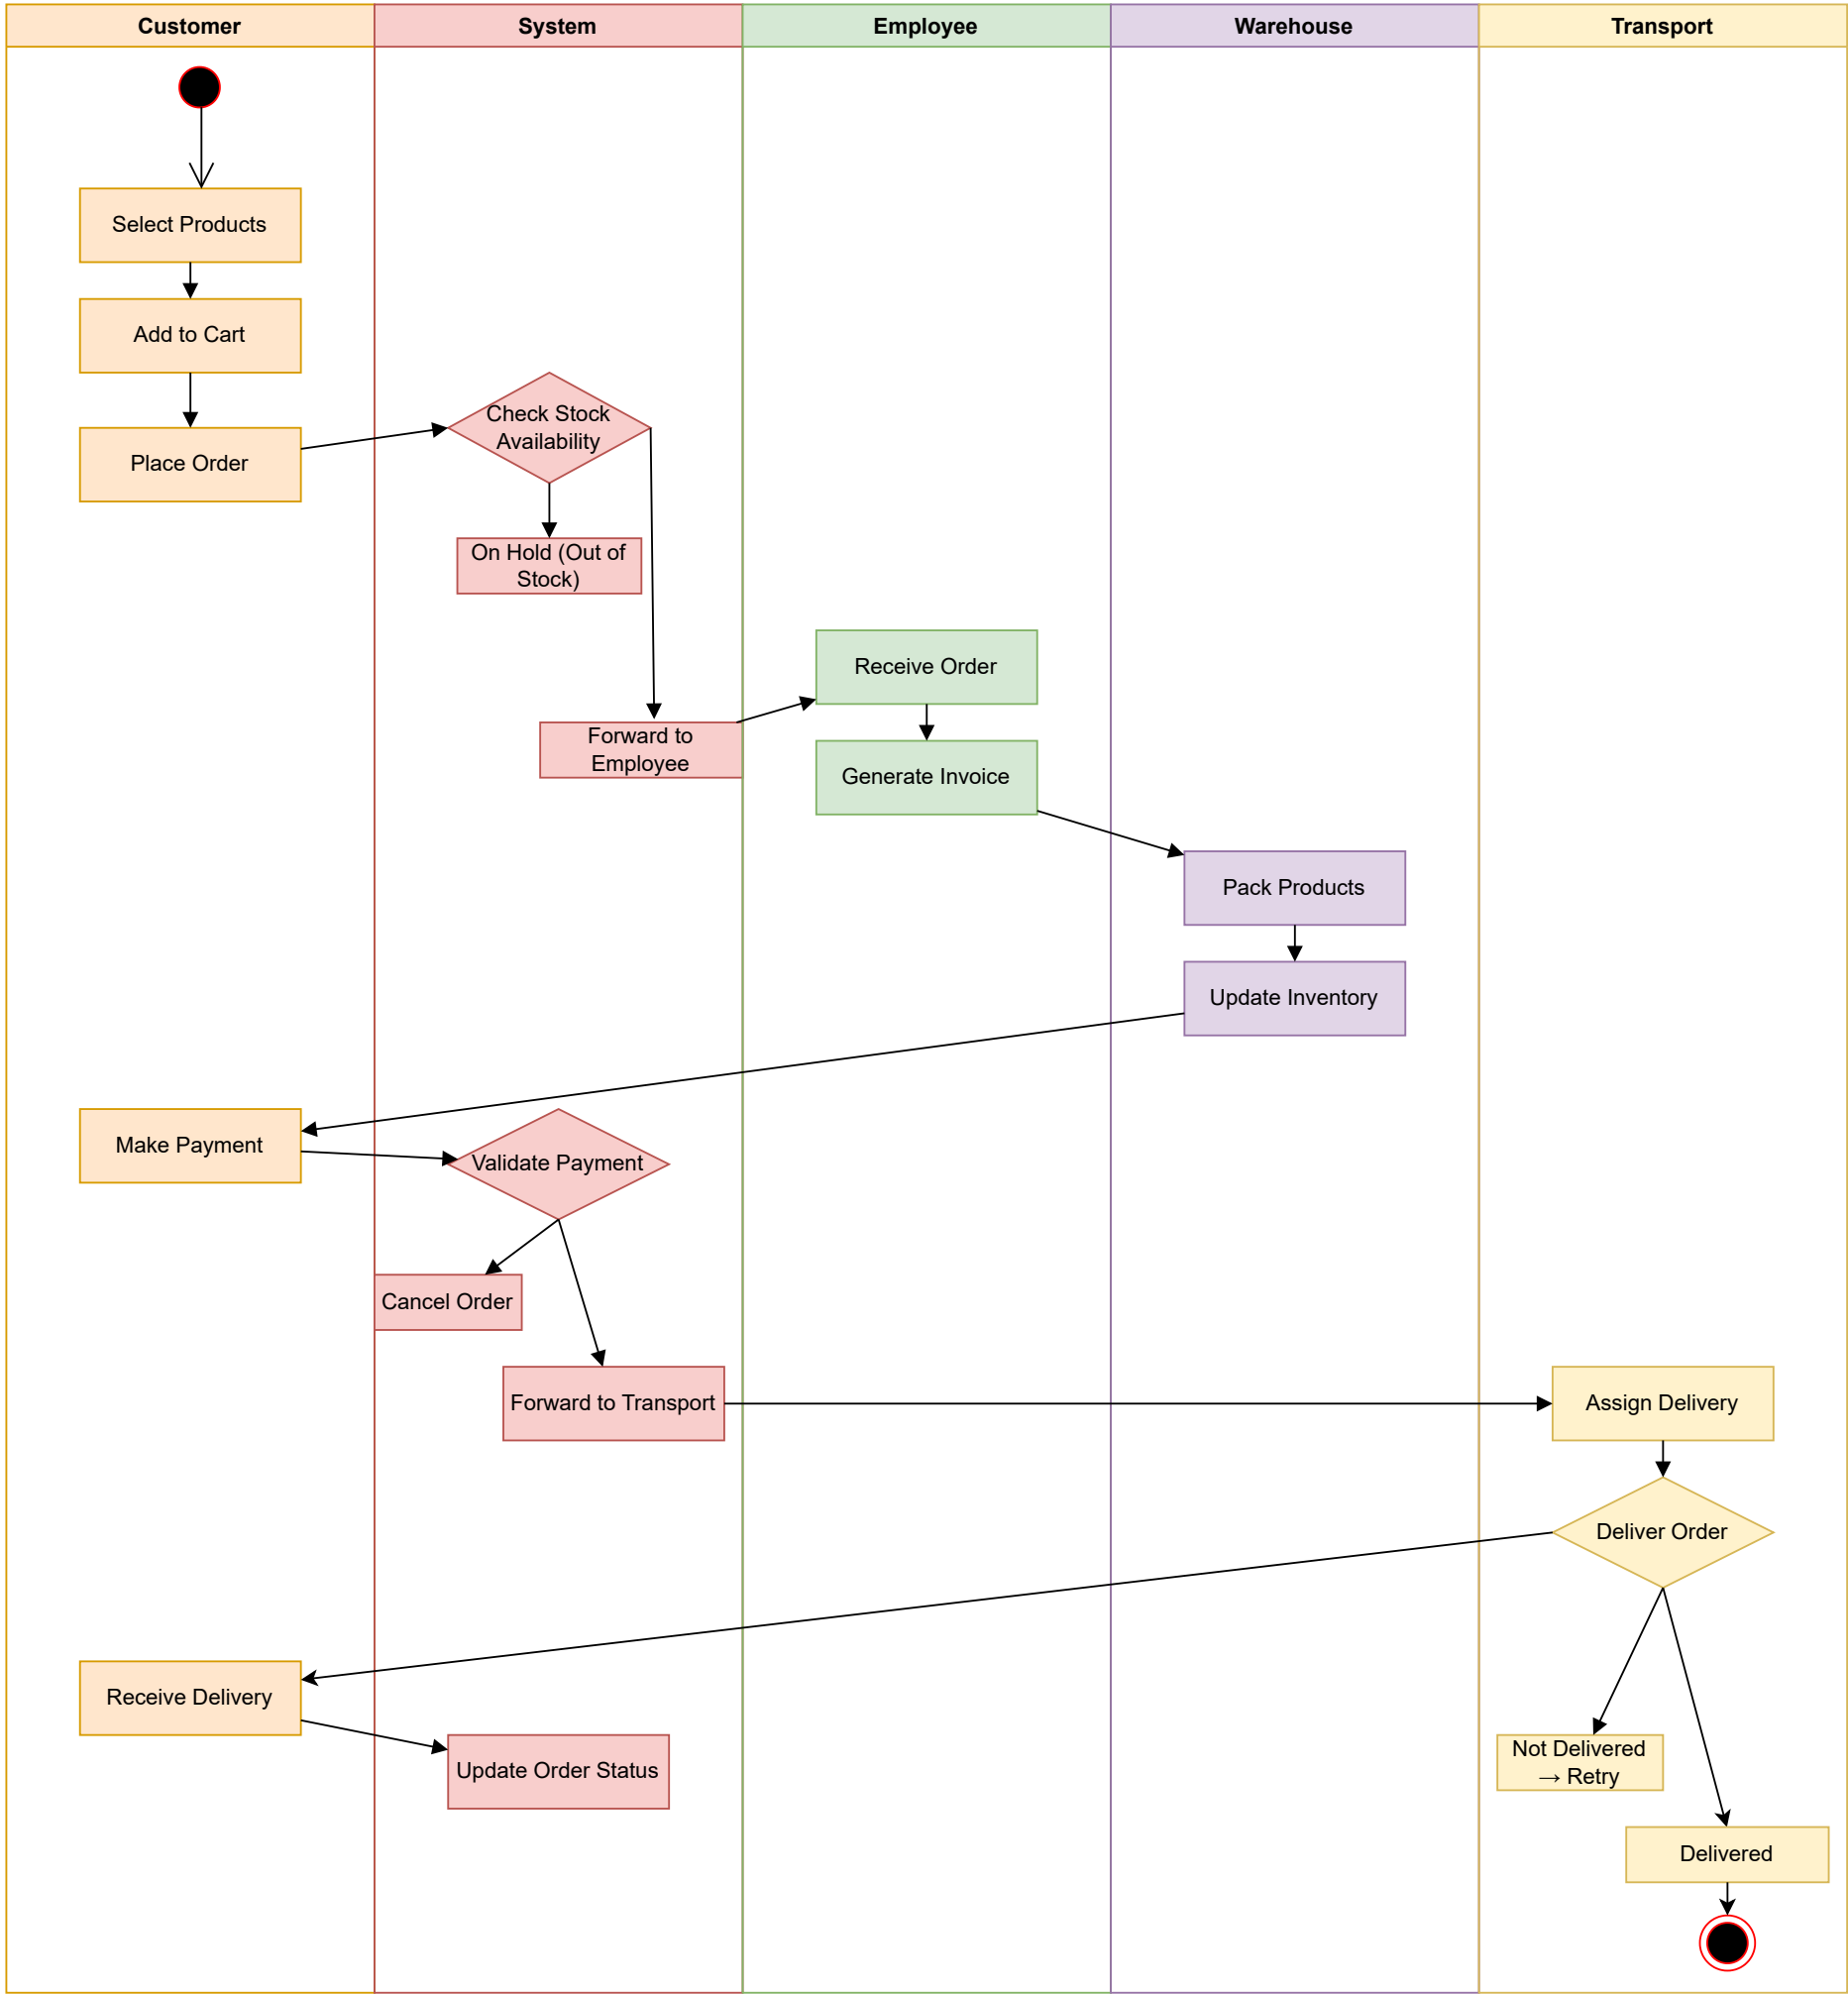 Customer
System
Employee
Warehouse
Transport
Select Products
Add to Cart
Place Order
Check Stock
Availability
On Hold (Out of
Stock)
Receive Order
Forward to
Employee
Generate Invoice
Pack Products
Update Inventory
Make Payment
Validate Payment
Cancel Order
Forward to Transport
Assign Delivery
Deliver Order
Receive Delivery
Update Order Status
Not Delivered
→ Retry
Delivered